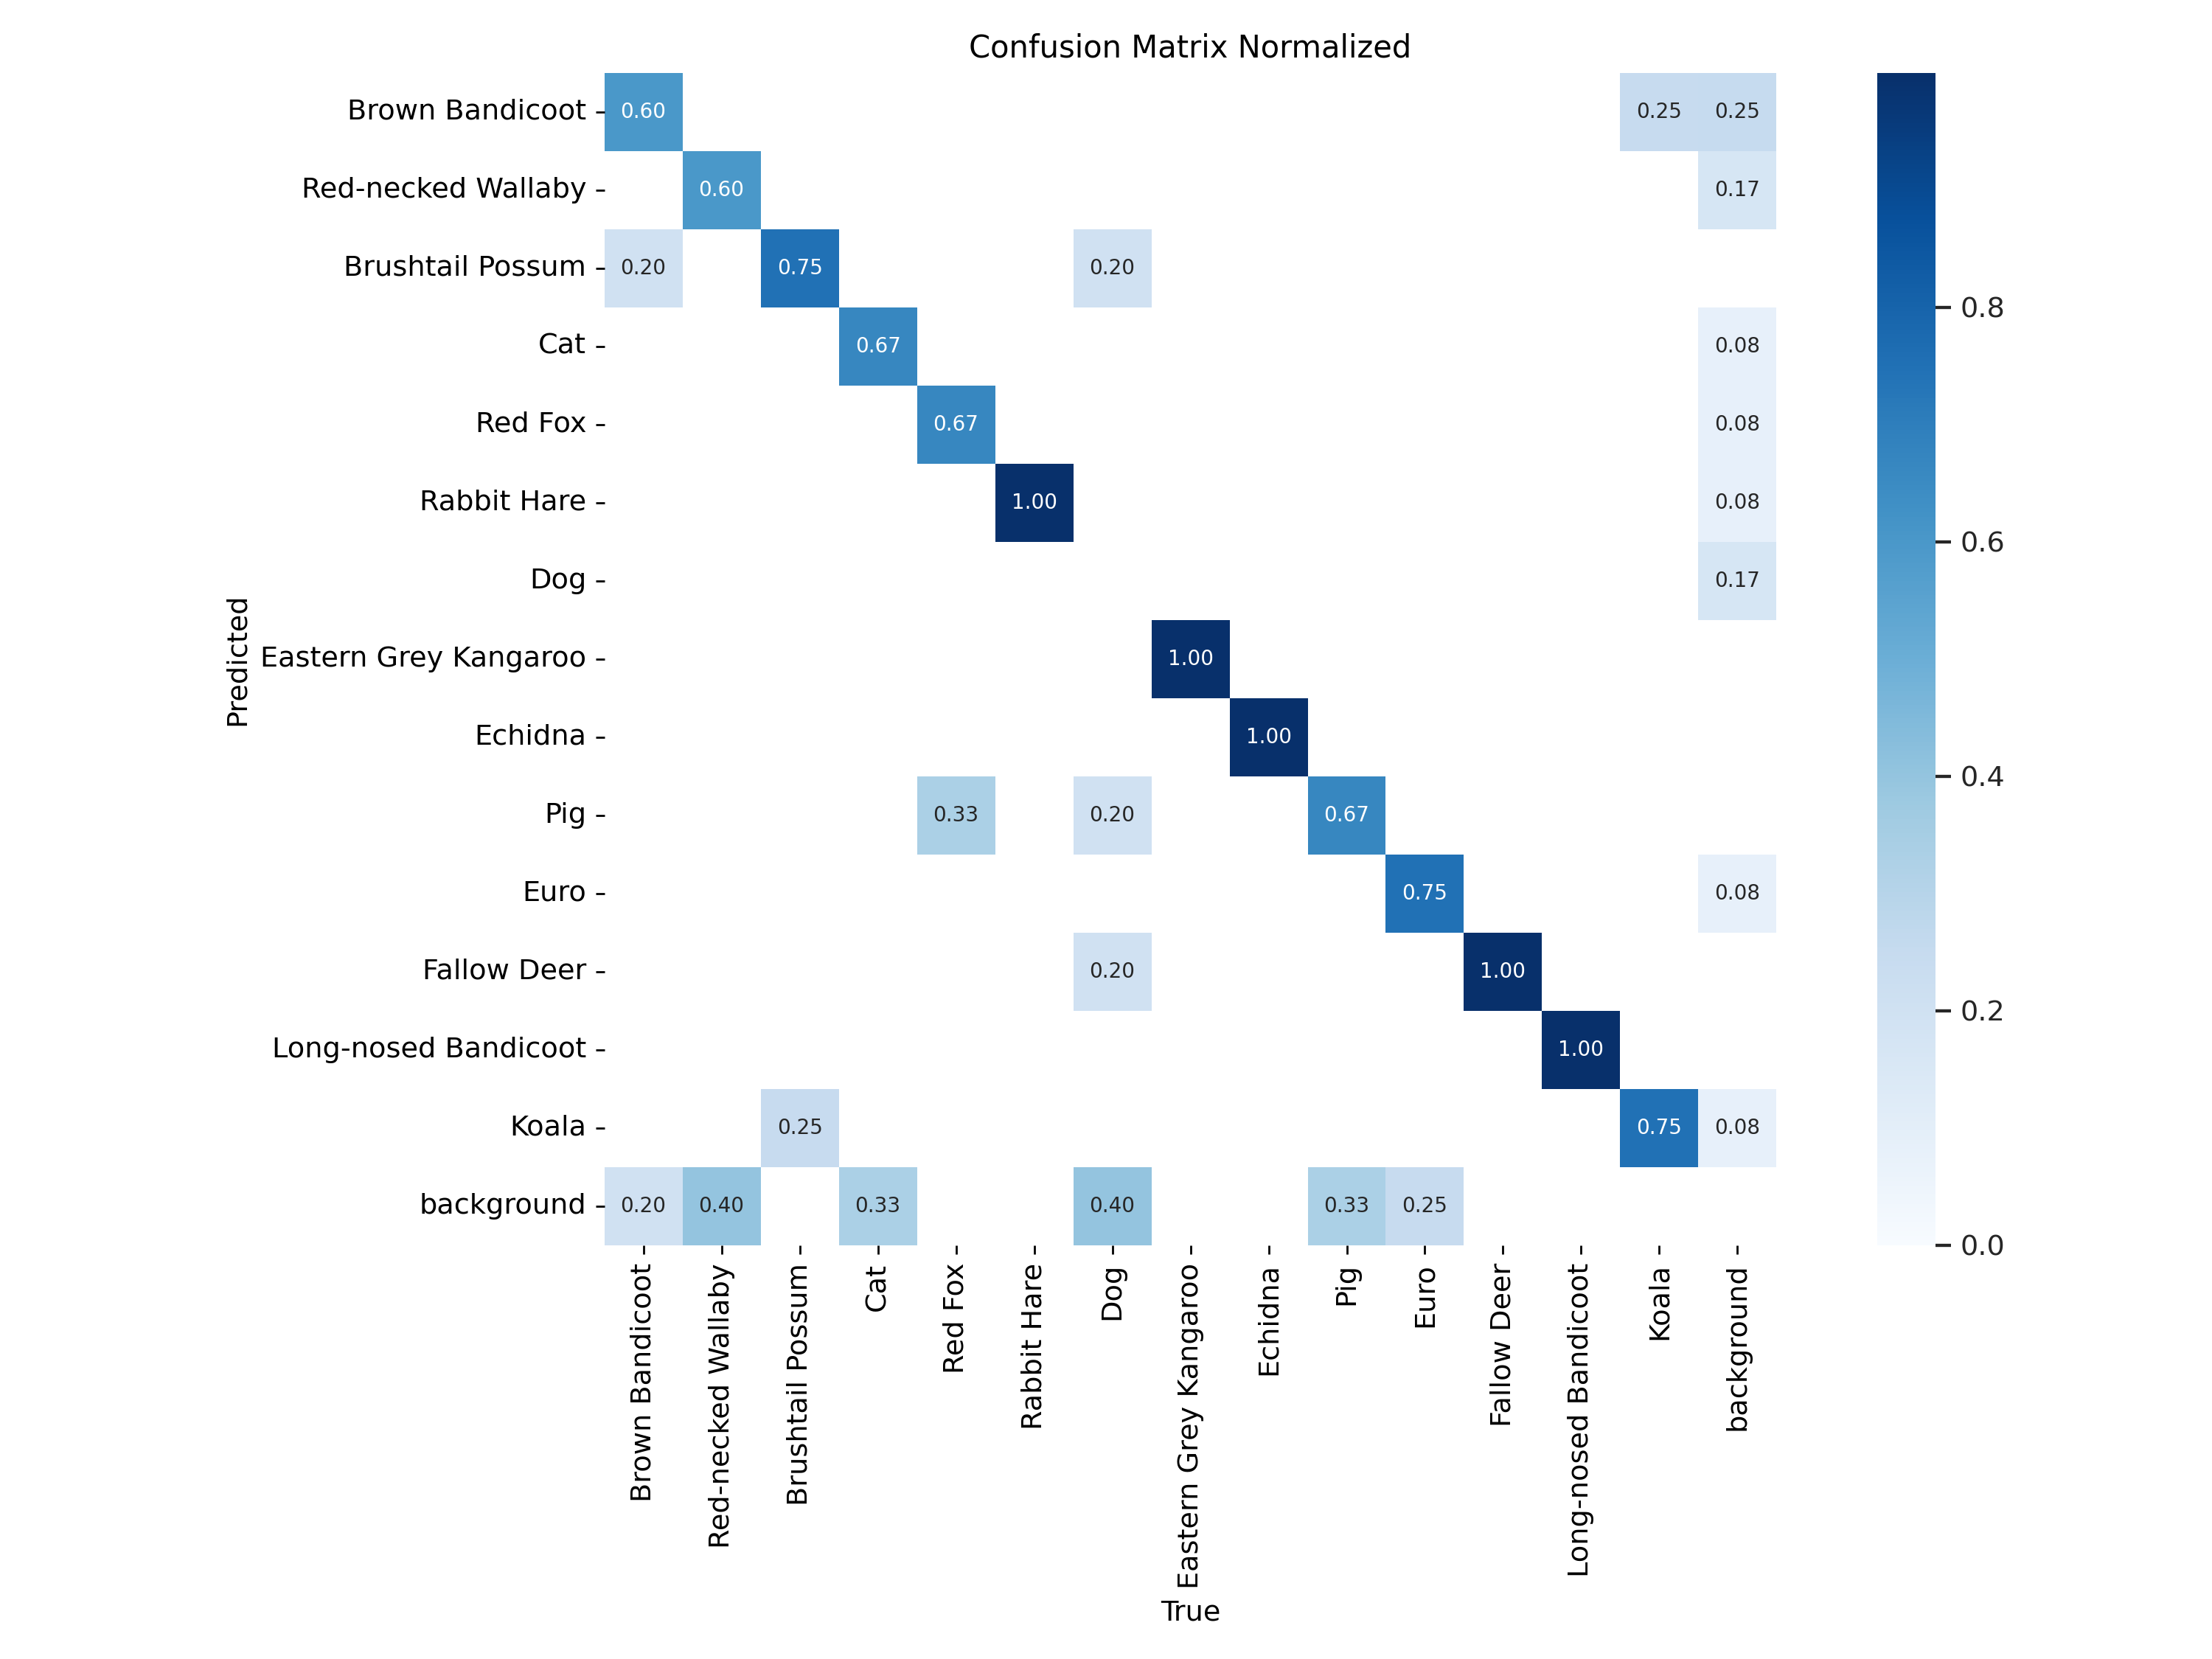 Confusion Matrix Normalized
Predicted
Brown Bandicoot 0.60 0.25 0.25
Red-necked Wallaby 0.60 0.17
Brushtail Possum 0.20 0.75 0.20
Cat 0.67 0.08
Red Fox 0.67 0.08
Rabbit Hare 1.00 0.08
Dog 0.17
Eastern Grey Kangaroo 1.00
Echidna 1.00
Pig 0.33 0.20 0.67
Euro 0.75 0.08
Fallow Deer 0.20 1.00
Long-nosed Bandicoot 1.00
Koala 0.25 0.75 0.08
background 0.20 0.40 0.33 0.40 0.33 0.25
Brown Bandicoot
Red-necked Wallaby
Brushtail Possum
Cat
Red Fox
Rabbit Hare
Dog
Eastern Grey Kangaroo
Echidna
Pig
Euro
Fallow Deer
Long-nosed Bandicoot
Koala
background
True
0.8
0.6
0.4
0.2
0.0